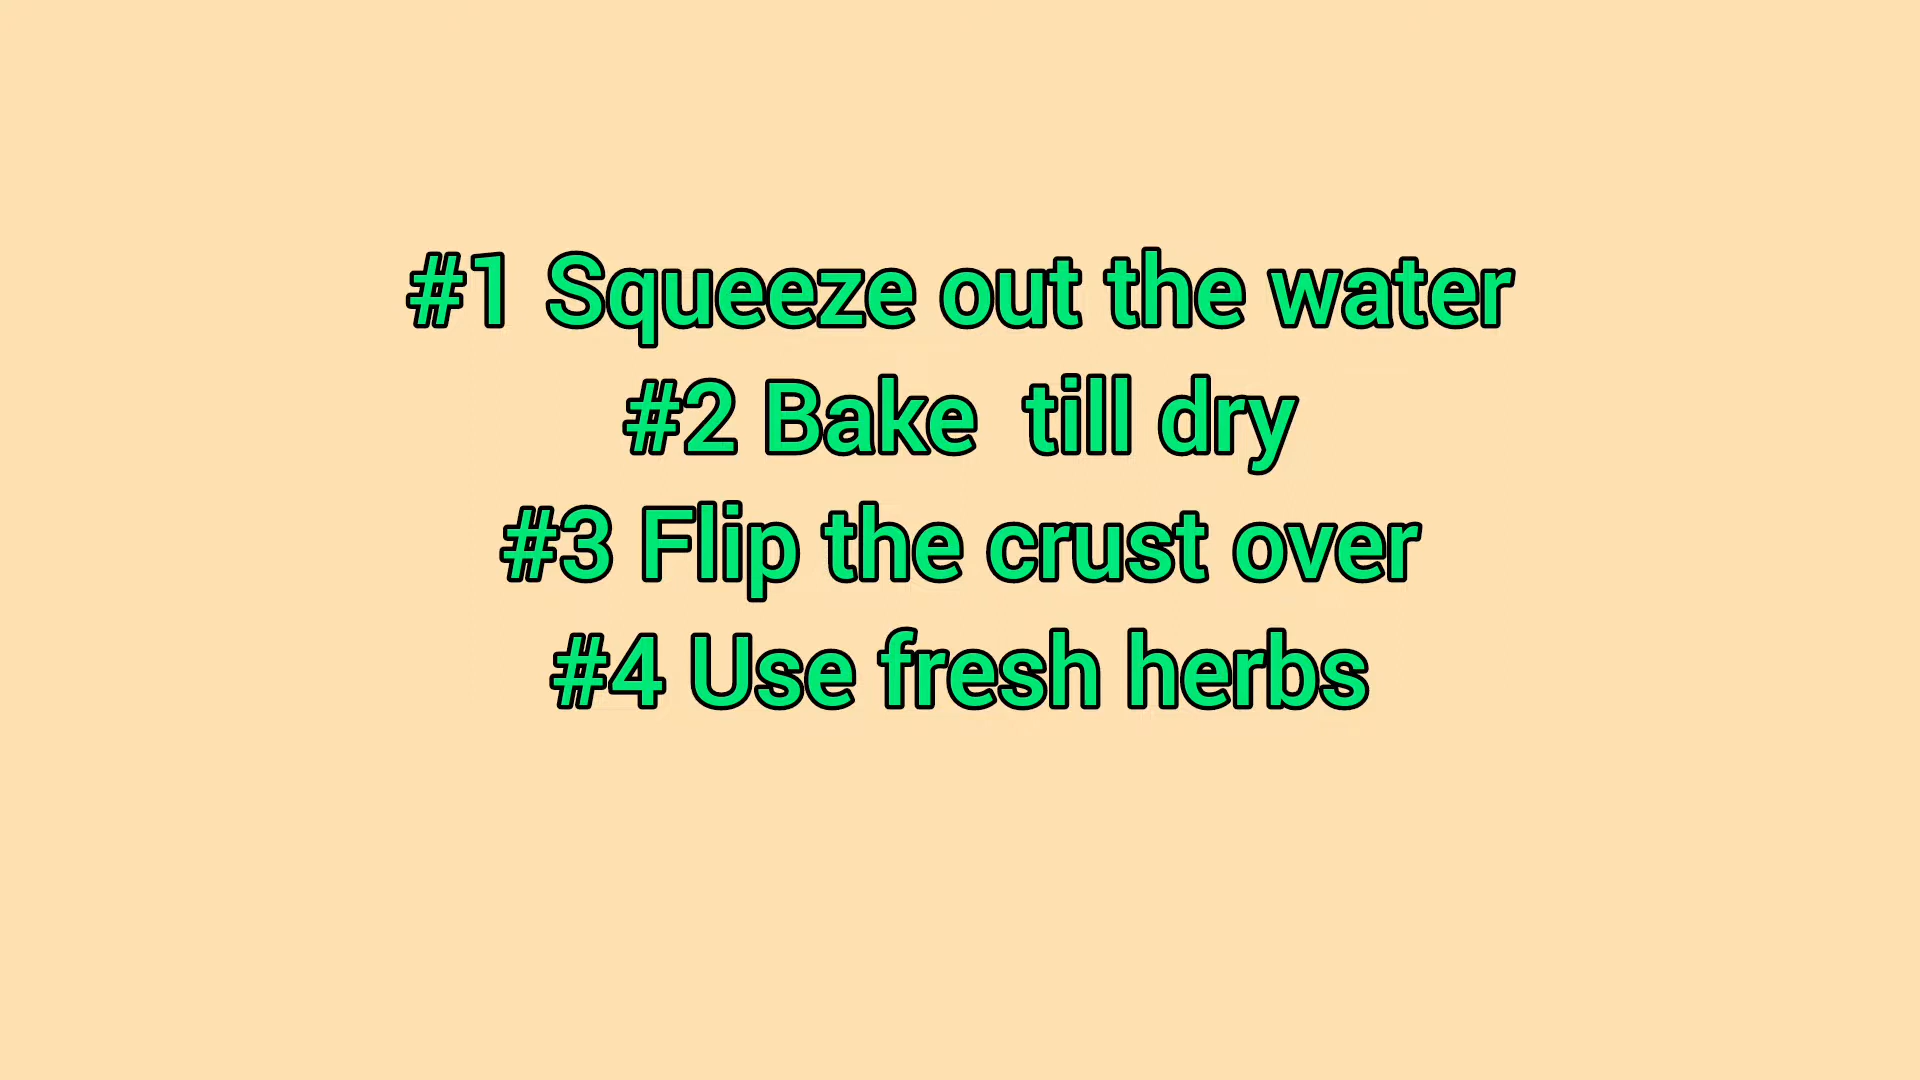 #1 Squeeze out the water
#2 Bake  till dry
#3 Flip the crust over
#4 Use fresh herbs